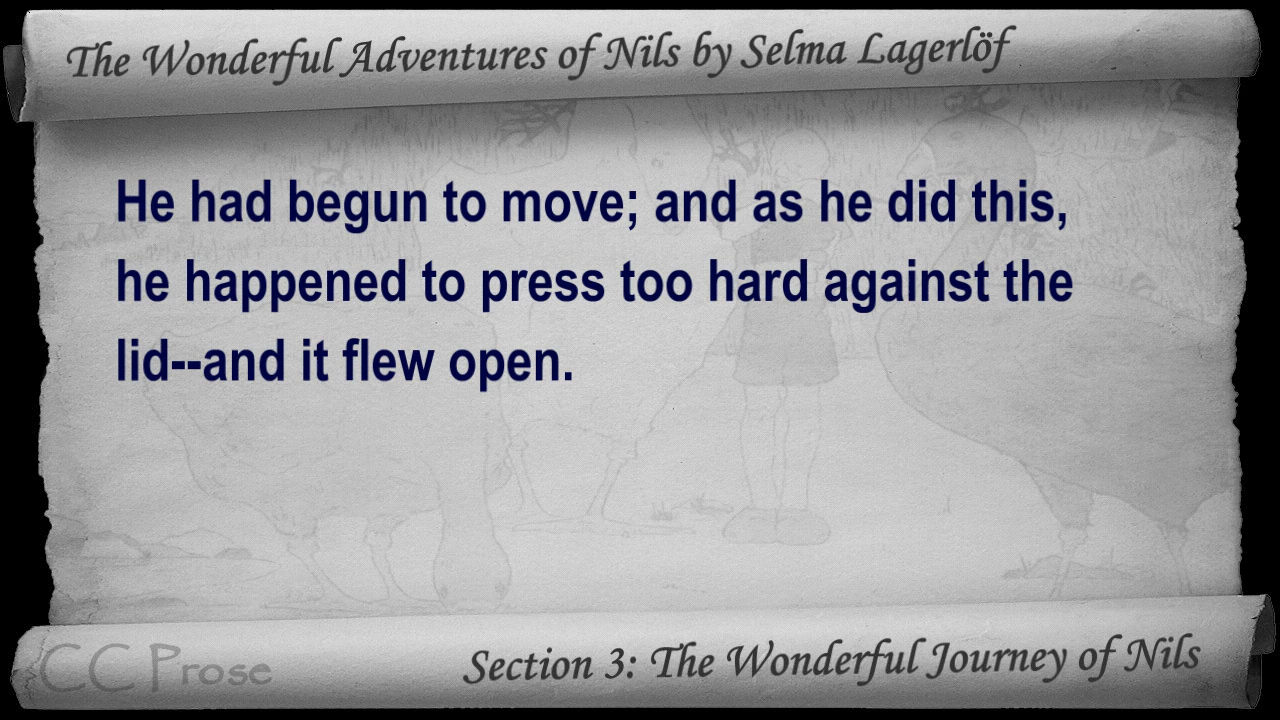 The Wonderful Adventures of Nils by Selma Lagerlöf
He had begun to move; and as he did this,
he happened to press too hard against the
lid--and it flew open.
CC Prose
Section 3: The Wonderful Journey of Nils